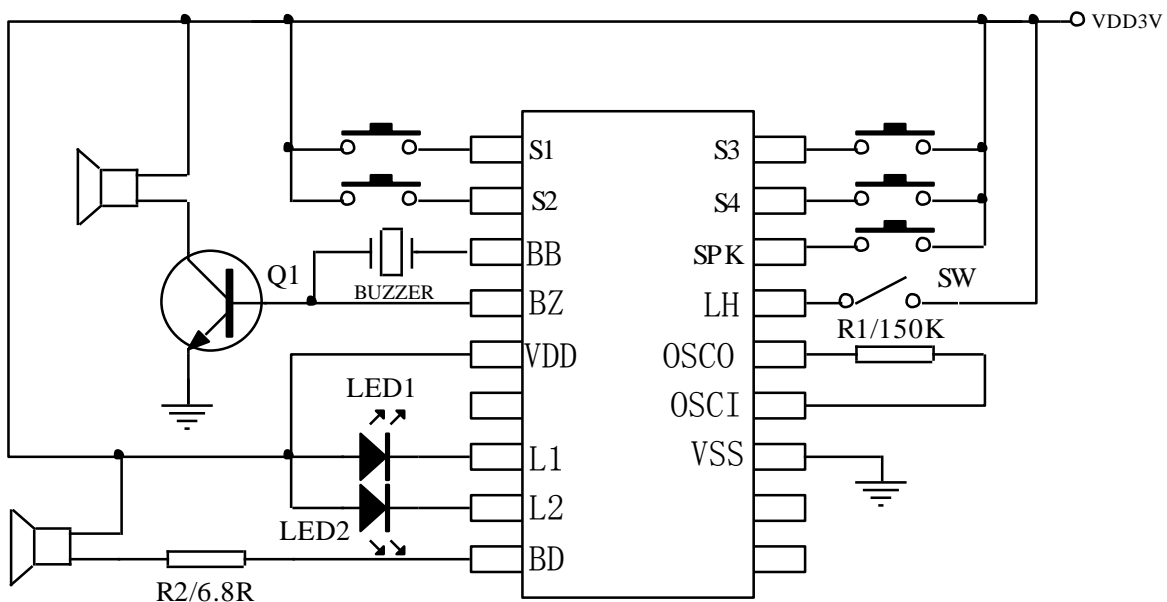 VDD3V
S1
S3
S2
S4
BB
SPK
Q1
BUZZER
SW
BZ
LH
R1/150K
VDD
OSCO
LED1
OSCI
L1
VSS
L2
LED2
BD
R2/6.8R